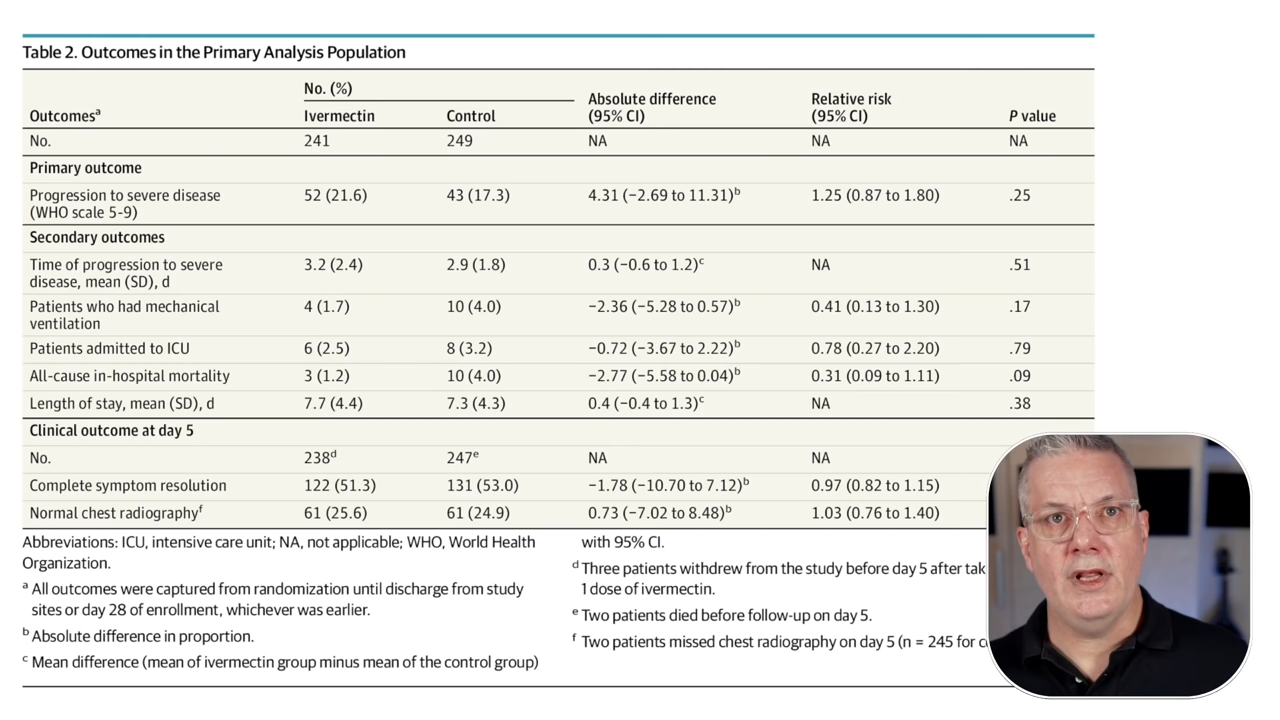 Table 2. Outcomes in the Primary Analysis Population
No. (%)
Outcomesᵃ Ivermectin Control Absolute difference (95% CI) Relative risk (95% CI) P value
No. 241 249 NA NA NA
Primary outcome
Progression to severe disease (WHO scale 5-9) 52 (21.6) 43 (17.3) 4.31 (−2.69 to 11.31)ᵇ 1.25 (0.87 to 1.80) .25
Secondary outcomes
Time of progression to severe disease, mean (SD), d 3.2 (2.4) 2.9 (1.8) 0.3 (−0.6 to 1.2)ᶜ NA .51
Patients who had mechanical ventilation 4 (1.7) 10 (4.0) −2.36 (−5.28 to 0.57)ᵇ 0.41 (0.13 to 1.30) .17
Patients admitted to ICU 6 (2.5) 8 (3.2) −0.72 (−3.67 to 2.22)ᵇ 0.78 (0.27 to 2.20) .79
All-cause in-hospital mortality 3 (1.2) 10 (4.0) −2.77 (−5.58 to 0.04)ᵇ 0.31 (0.09 to 1.11) .09
Length of stay, mean (SD), d 7.7 (4.4) 7.3 (4.3) 0.4 (−0.4 to 1.3)ᶜ NA .38
Clinical outcome at day 5
No. 238ᵈ 247ᵉ NA NA
Complete symptom resolution 122 (51.3) 131 (53.0) −1.78 (−10.70 to 7.12)ᵇ 0.97 (0.82 to 1.15)
Normal chest radiographyᶠ 61 (25.6) 61 (24.9) 0.73 (−7.02 to 8.48)ᵇ 1.03 (0.76 to 1.40)
Abbreviations: ICU, intensive care unit; NA, not applicable; WHO, World Health
Organization.
ᵃ All outcomes were captured from randomization until discharge from study
sites or day 28 of enrollment, whichever was earlier.
ᵇ Absolute difference in proportion.
ᶜ Mean difference (mean of ivermectin group minus mean of the control group)
with 95% CI.
ᵈ Three patients withdrew from the study before day 5 after
1 dose of ivermectin.
ᵉ Two patients died before follow-up on day 5.
ᶠ Two patients missed chest radiography on day 5 (n = 245 for